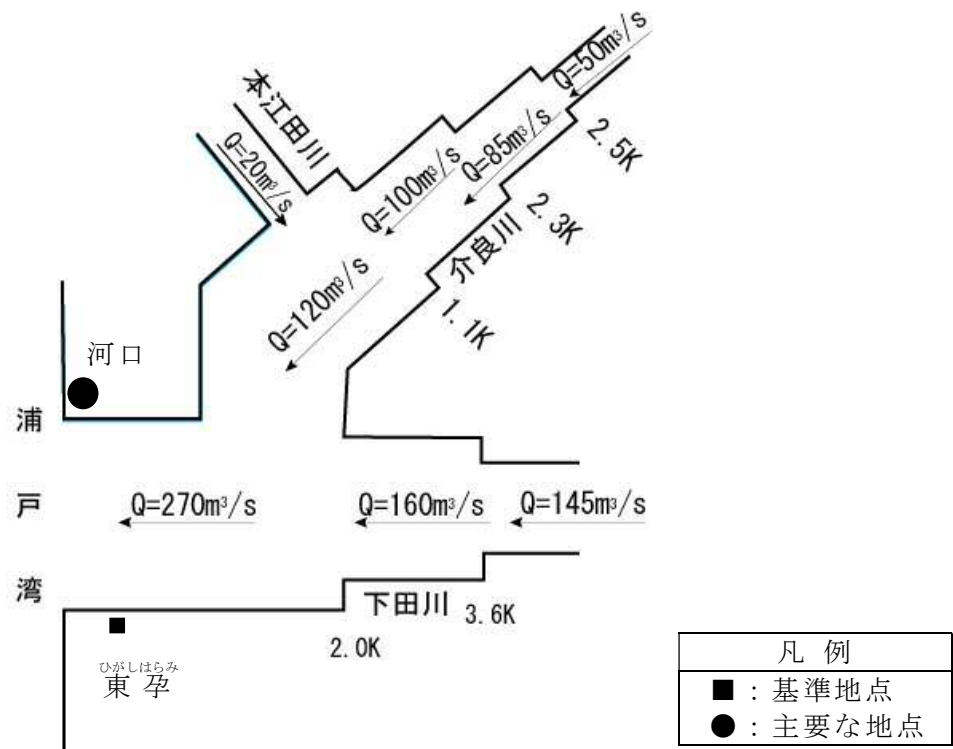 本江田川
Q=20m³/s
Q=50m³/s
Q=85m³/s
Q=100m³/s
Q=120m³/s
2.5K
2.3K
介良川
1.1K
河口
浦戸湾
Q=270m³/s
Q=160m³/s
Q=145m³/s
下田川
3.6K
2.0K
ひがしはらみ
東孕
凡例
■：基準地点
●：主要な地点